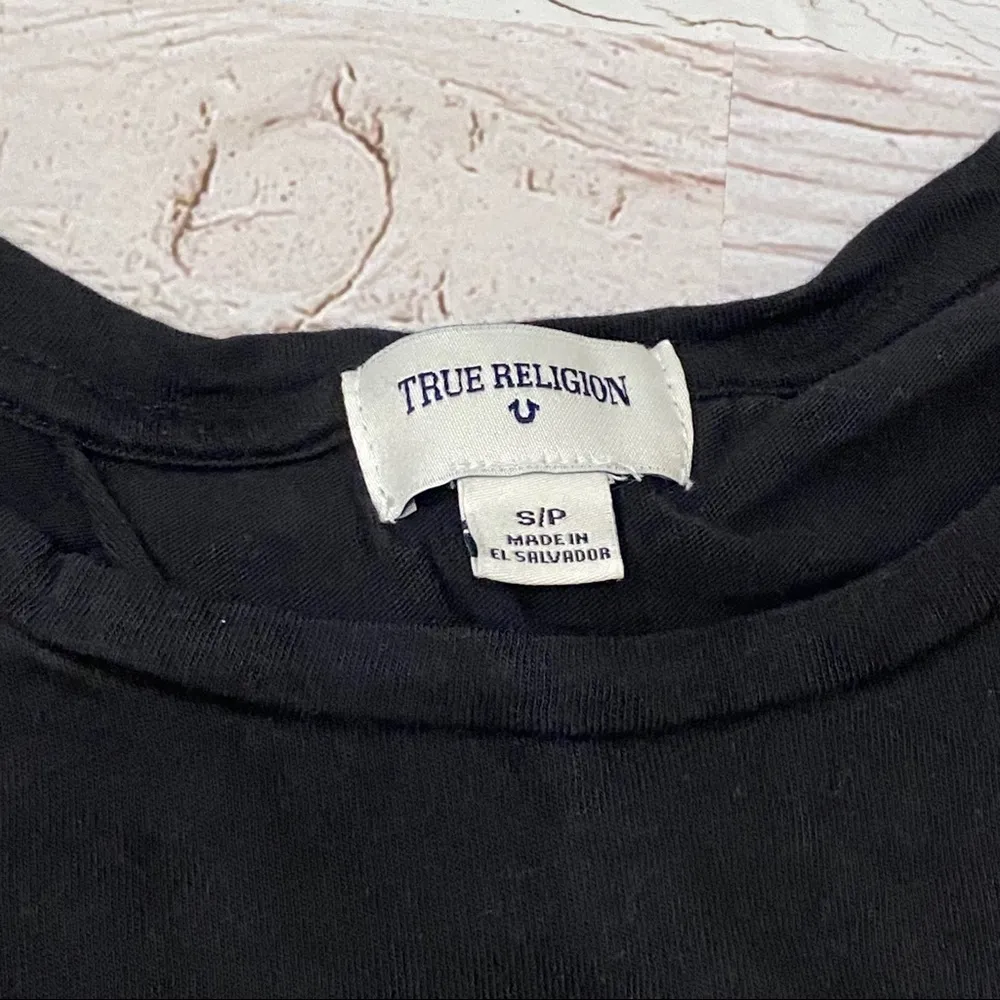 TRUE RELIGION
S/P
MADE IN
EL SALVADOR